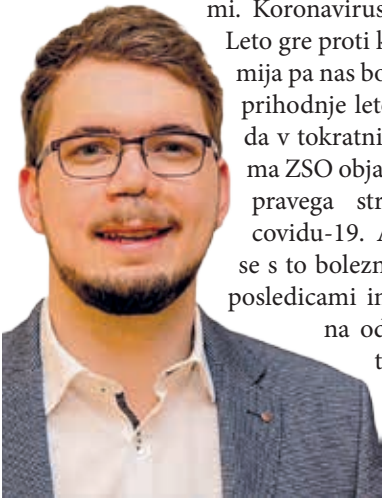 mi. Koronavirus
Leto gre proti k
mija pa nas bo
prihodnje leto
da v tokratni
ma ZSO obja
pravega str
covidu-19. A
se s to bolezn
posledicami in
na od
t